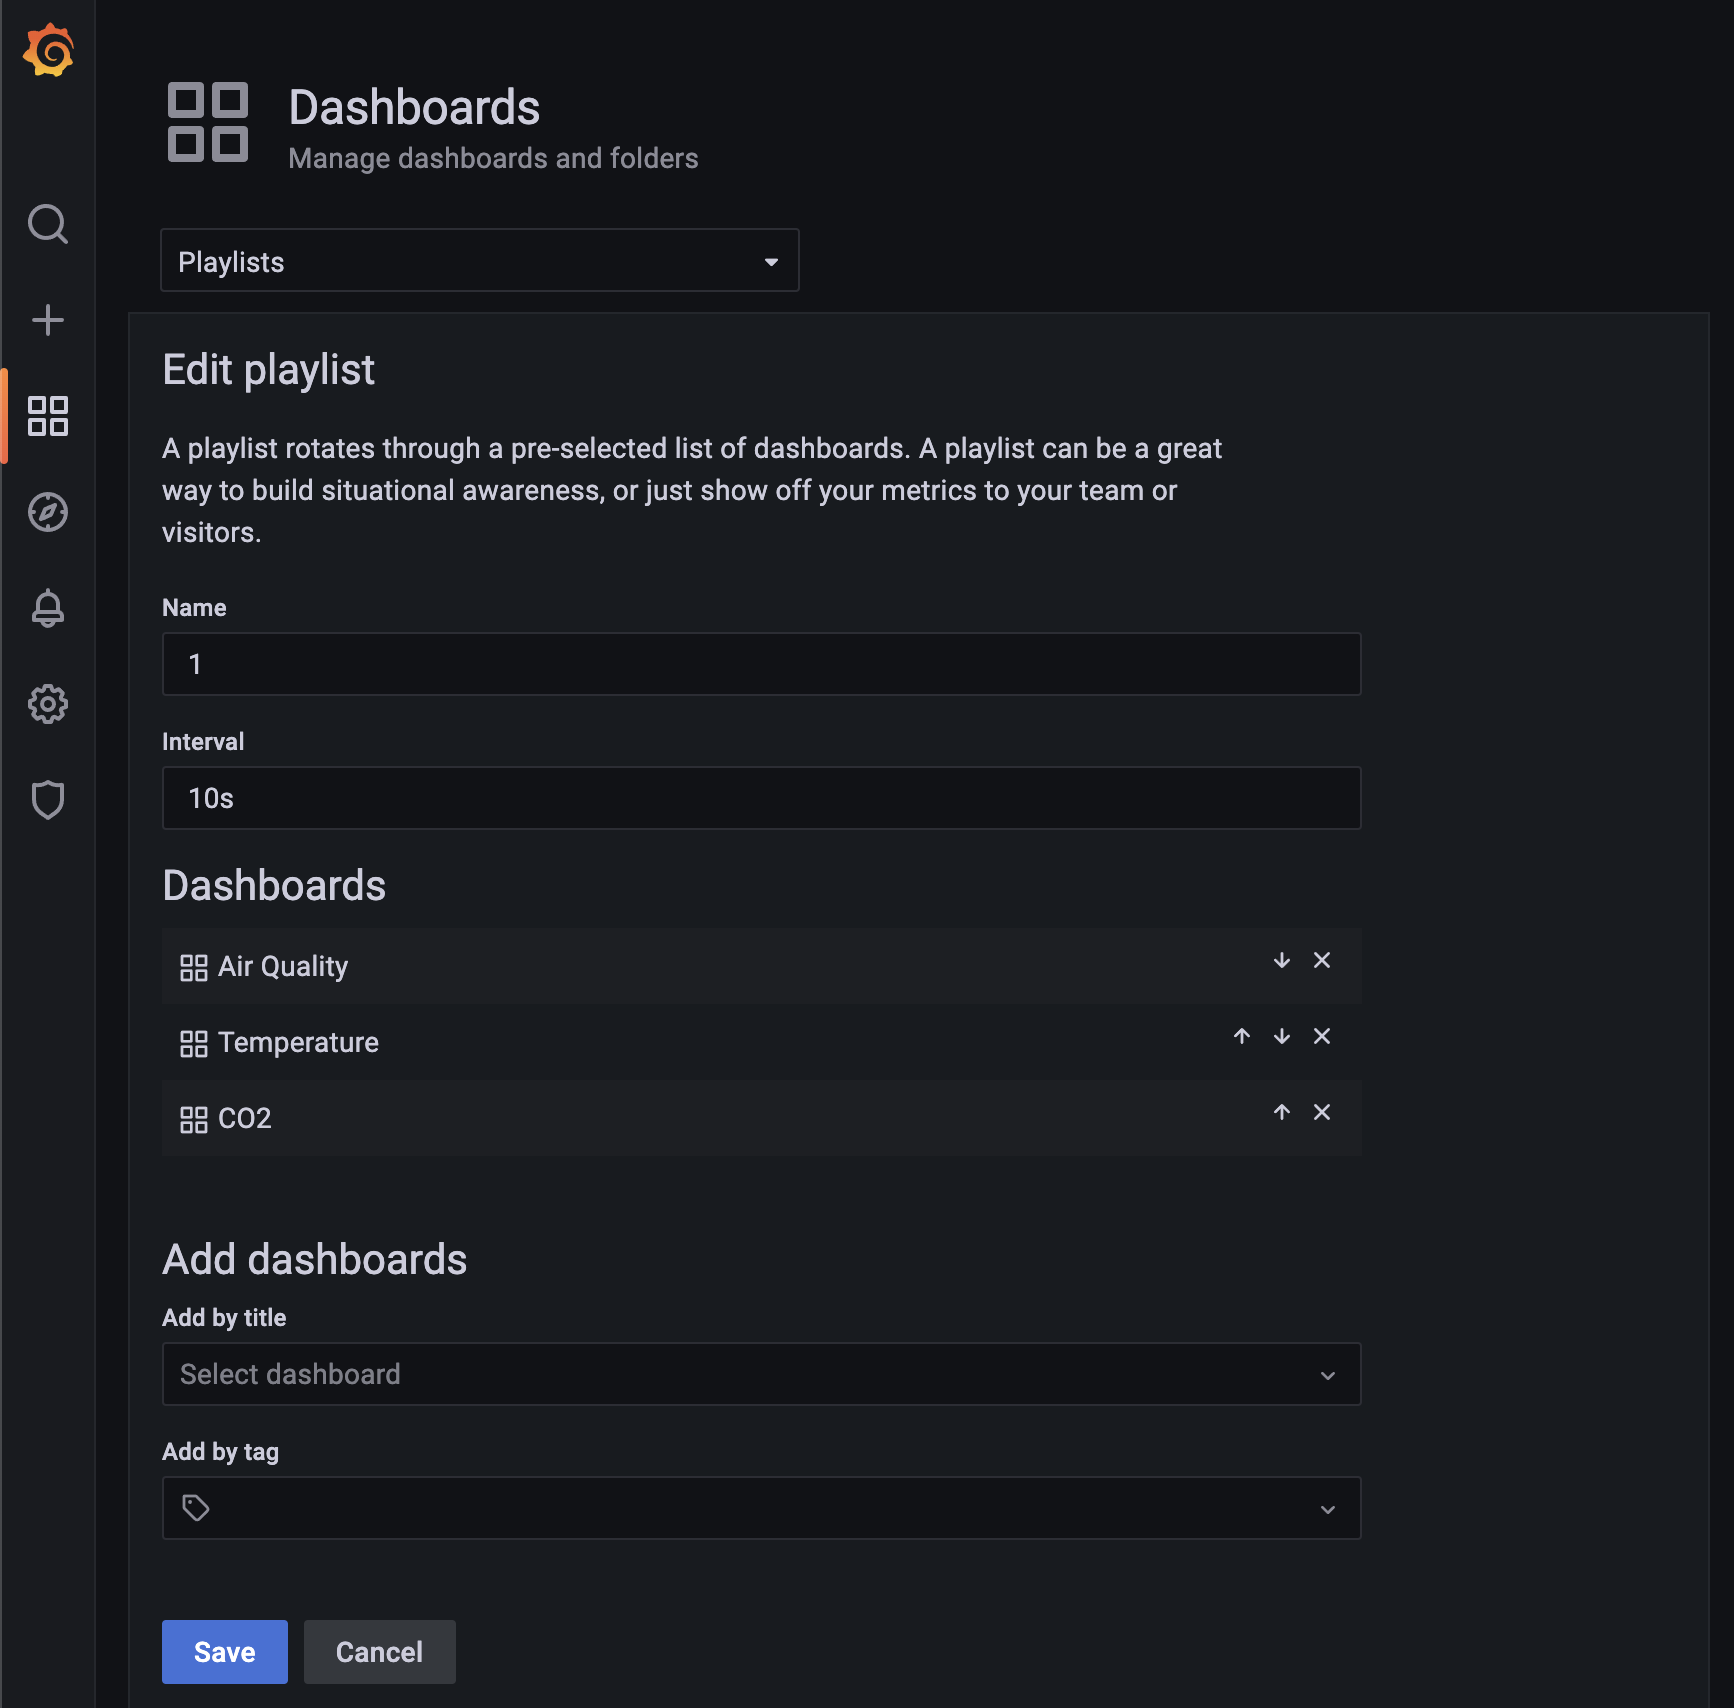 Dashboards
Manage dashboards and folders
Playlists
Edit playlist
A playlist rotates through a pre-selected list of dashboards. A playlist can be a great
way to build situational awareness, or just show off your metrics to your team or
visitors.
Name
1
Interval
10s
Dashboards
Air Quality
Temperature
CO2
Add dashboards
Add by title
Select dashboard
Add by tag
Save
Cancel